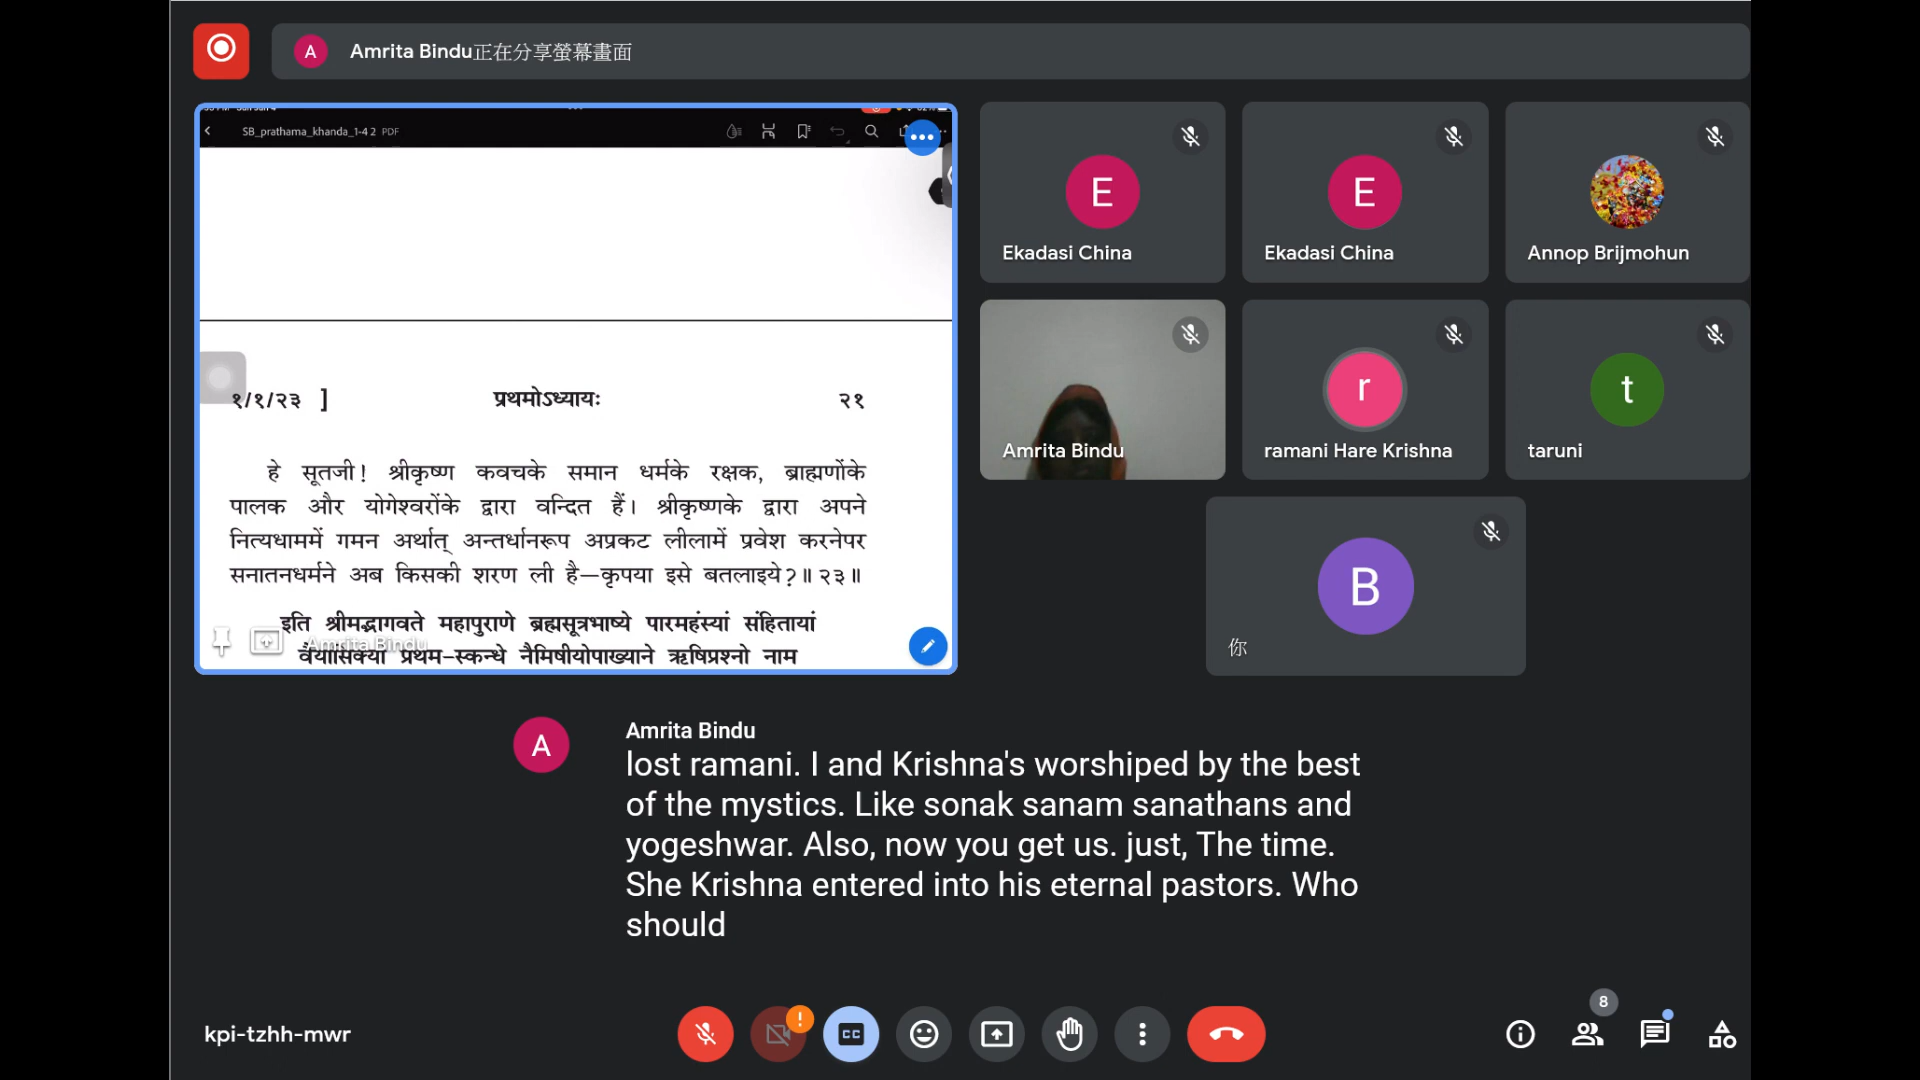 A Amrita Bindu正在分享螢幕畫面
SB_prathama_khanda_1-4 2 PDF
१/१/२३ ] प्रथमोऽध्यायः २१
हे सूतजी! श्रीकृष्ण कवचके समान धर्मके रक्षक, ब्राह्मणोंके
पालक और योगेश्वरोंके द्वारा वन्दित हैं। श्रीकृष्णके द्वारा अपने
नित्यधाममें गमन अर्थात् अन्तर्धानरूप अप्रकट लीलामें प्रवेश करनेपर
सनातनधर्मने अब किसकी शरण ली है—कृपया इसे बतलाइये?॥२३॥
इति श्रीमद्भागवते महापुराणे ब्रह्मसूत्रभाष्ये पारमहंस्यां संहितायां
वैयासिक्यां प्रथम-स्कन्धे नैमिषीयोपाख्याने ऋषिप्रश्नो नाम
Amrita Bindu
E
Ekadasi China
E
Ekadasi China
Annop Brijmohun
Amrita Bindu
r
ramani Hare Krishna
t
taruni
B
你
A
Amrita Bindu
lost ramani. I and Krishna's worshiped by the best
of the mystics. Like sonak sanam sanathans and
yogeshwar. Also, now you get us. just, The time.
She Krishna entered into his eternal pastors. Who
should
kpi-tzhh-mwr
CC
8